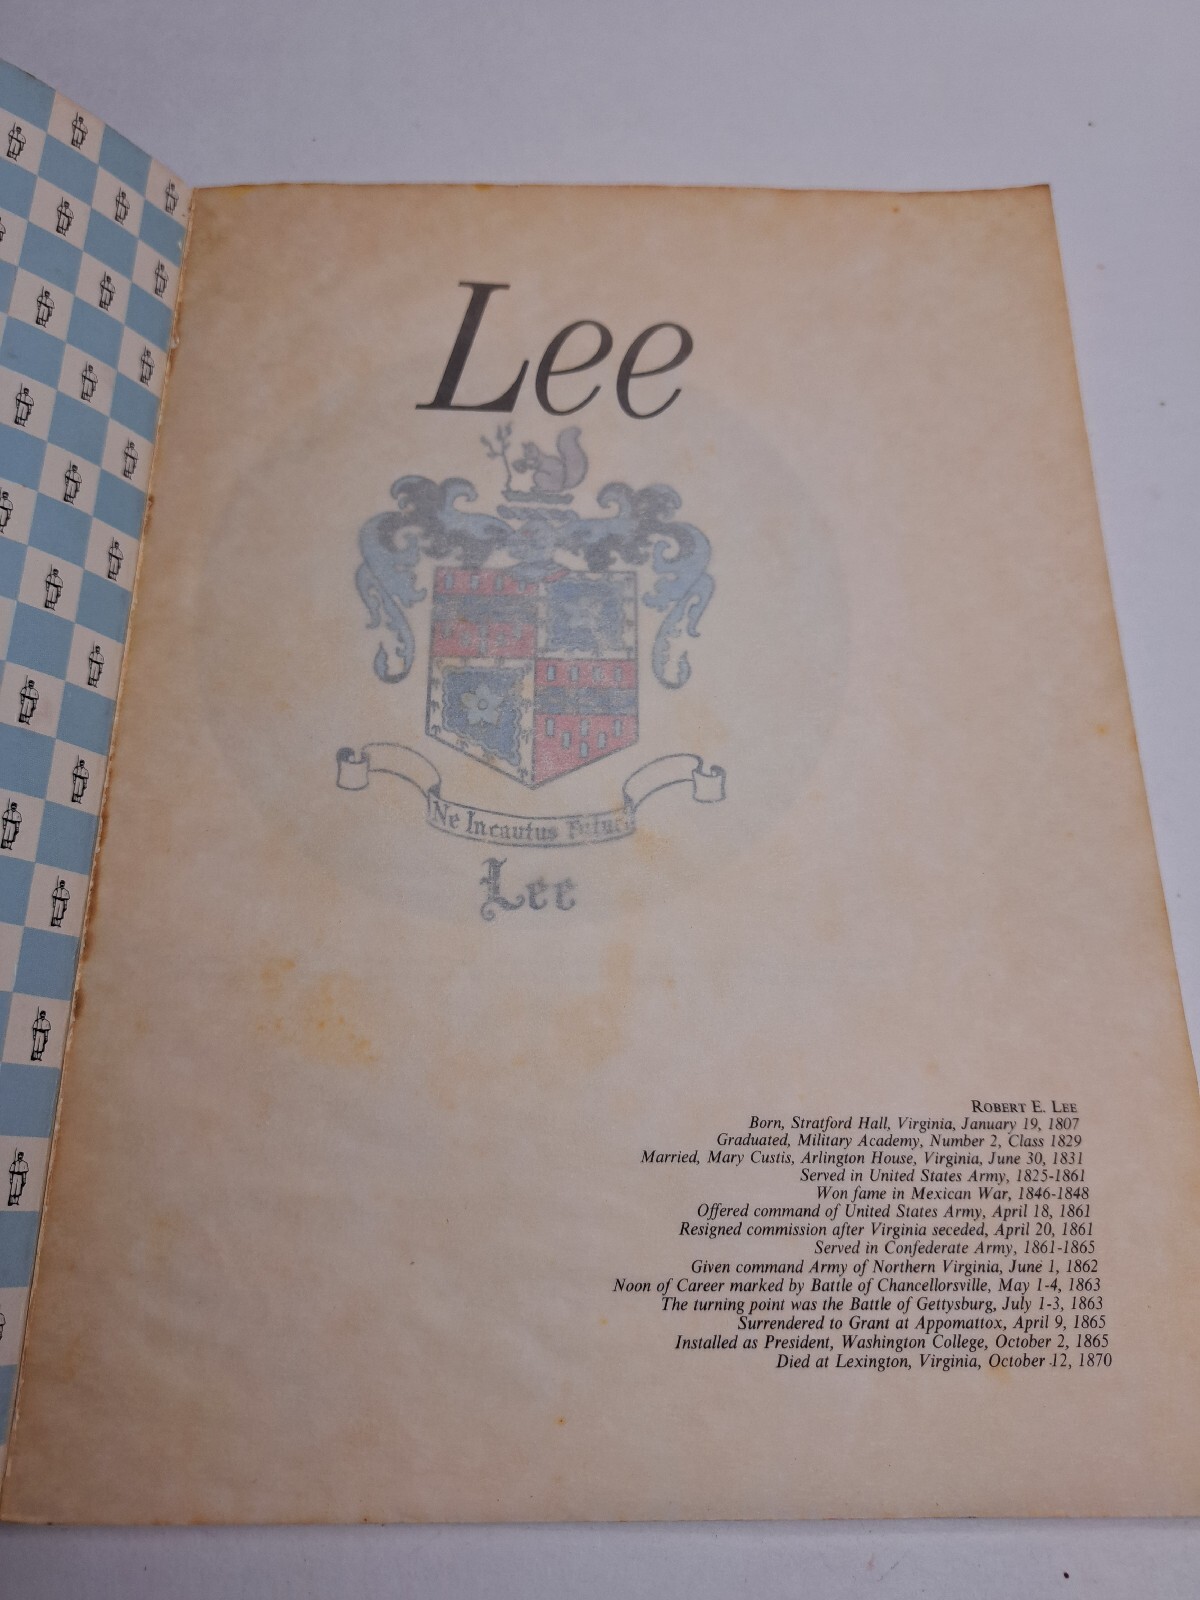 Lee
Ne Incautus Futuri
Lee
ROBERT E. LEE
Born, Stratford Hall, Virginia, January 19, 1807
Graduated, Military Academy, Number 2, Class 1829
Married, Mary Custis, Arlington House, Virginia, June 30, 1831
Served in United States Army, 1825-1861
Won fame in Mexican War, 1846-1848
Offered command of United States Army, April 18, 1861
Resigned commission after Virginia seceded, April 20, 1861
Served in Confederate Army, 1861-1865
Given command Army of Northern Virginia, June 1, 1862
Noon of Career marked by Battle of Chancellorsville, May 1-4, 1863
The turning point was the Battle of Gettysburg, July 1-3, 1863
Surrendered to Grant at Appomattox, April 9, 1865
Installed as President, Washington College, October 2, 1865
Died at Lexington, Virginia, October 12, 1870